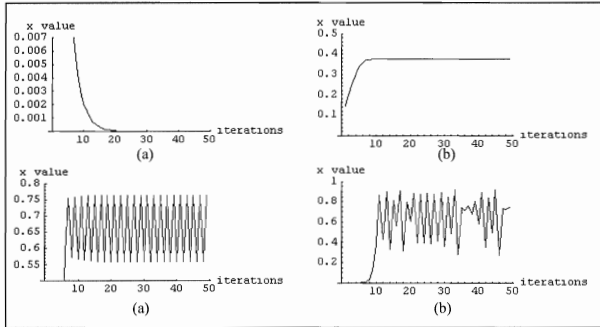 x value
0.007
0.006
0.005
0.004
0.003
0.002
0.001
10 20 30 40 50 iterations
(a)
x value
0.5
0.4
0.3
0.2
0.1
10 20 30 40 50 iterations
(b)
x value
0.8
0.75
0.7
0.65
0.6
0.55
10 20 30 40 50 iterations
(a)
x value
1
0.8
0.6
0.4
0.2
10 20 30 40 50 iterations
(b)